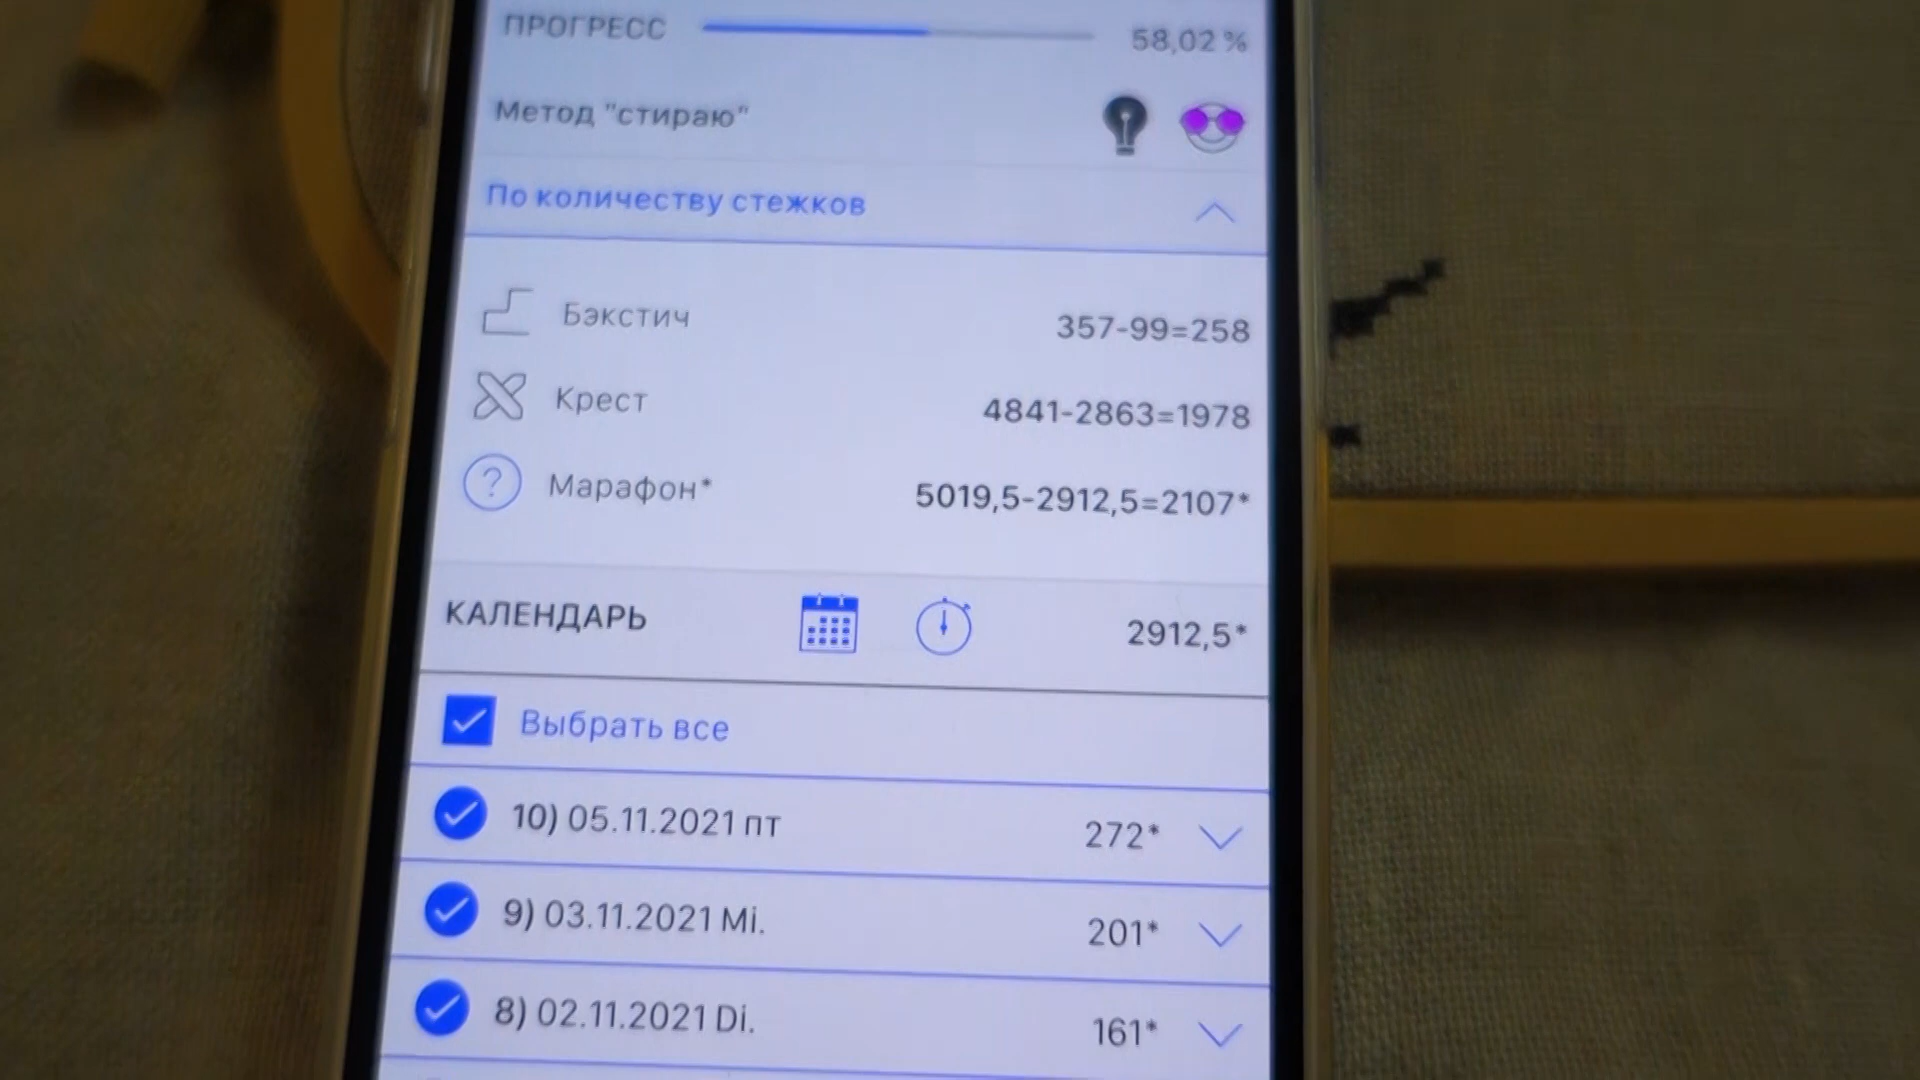 ПРОГРЕСС 58,02 %
Метод "стираю"
По количеству стежков
Бэкстич 357-99=258
Крест 4841-2863=1978
? Марафон* 5019,5-2912,5=2107*
КАЛЕНДАРЬ 2912,5*
Выбрать все
10) 05.11.2021 пт 272*
9) 03.11.2021 Mi. 201*
8) 02.11.2021 Di. 161*